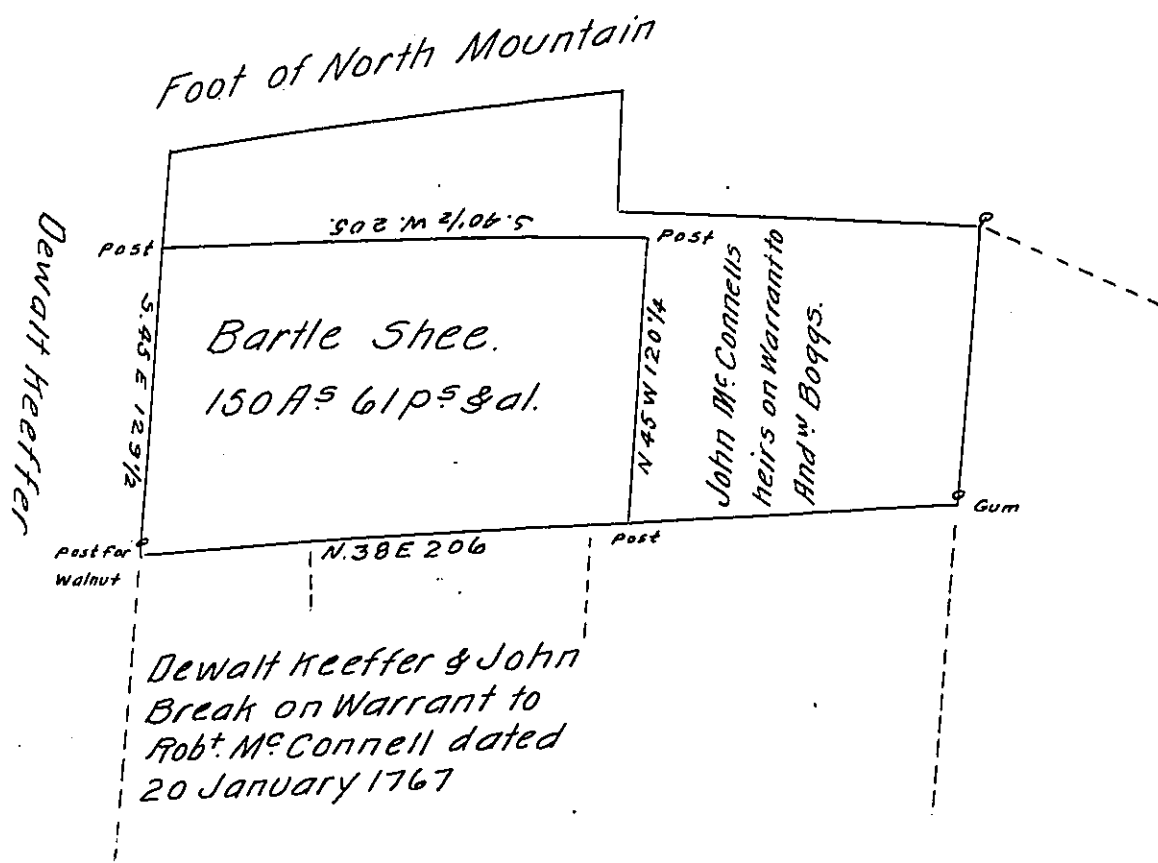 Foot of North Mountain
S. 40½ W. 205.
Post
Post
Dewalt Keeffer
S. 45 E 129½
Bartle Shee.
150 Aˢ 61 pˢ & al.
N 45 W 120¼
John Mᶜ Connells
heirs on Warrant to
Andʷ Boggs.
Gum
Post for
Walnut
N. 38 E 206
Post
Dewalt Keeffer & John
Break on Warrant to
Robᵗ. Mᶜ Connell dated
20 January 1767